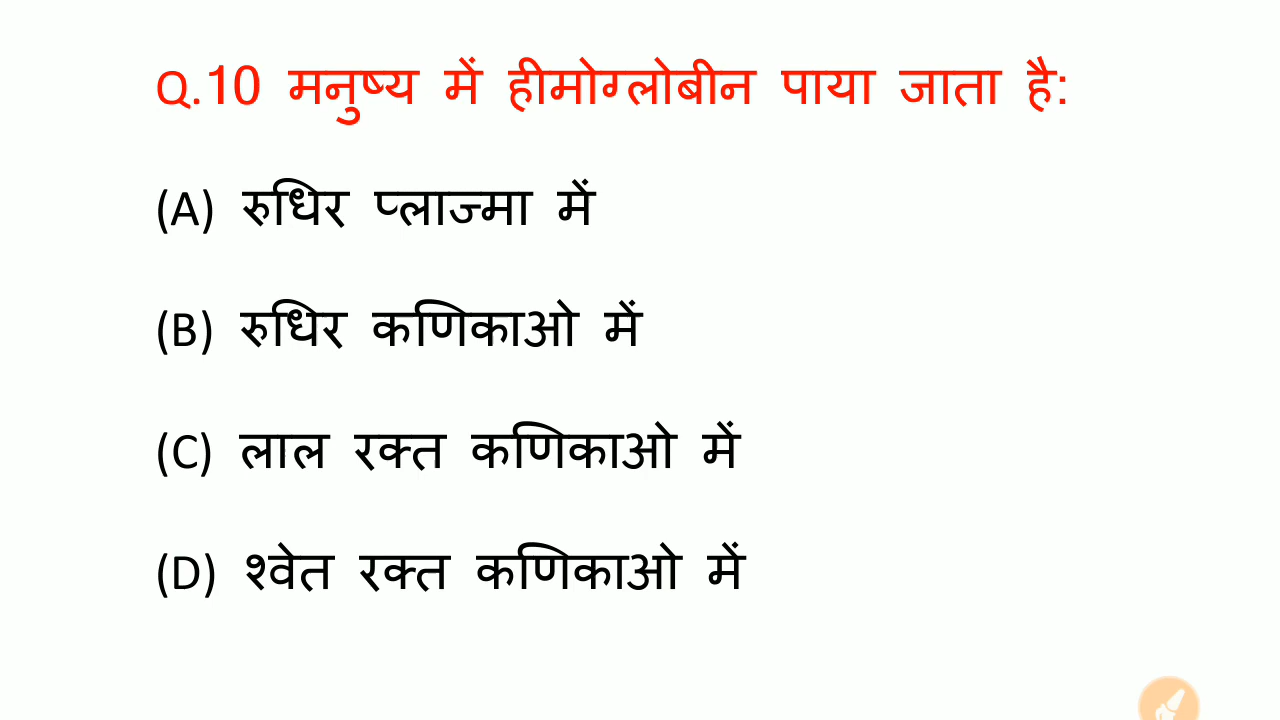 Q.10 मनुष्य में हीमोग्लोबीन पाया जाता है:
(A) रुधिर प्लाज्मा में
(B) रुधिर कणिकाओ में
(C) लाल रक्त कणिकाओ में
(D) श्वेत रक्त कणिकाओ में